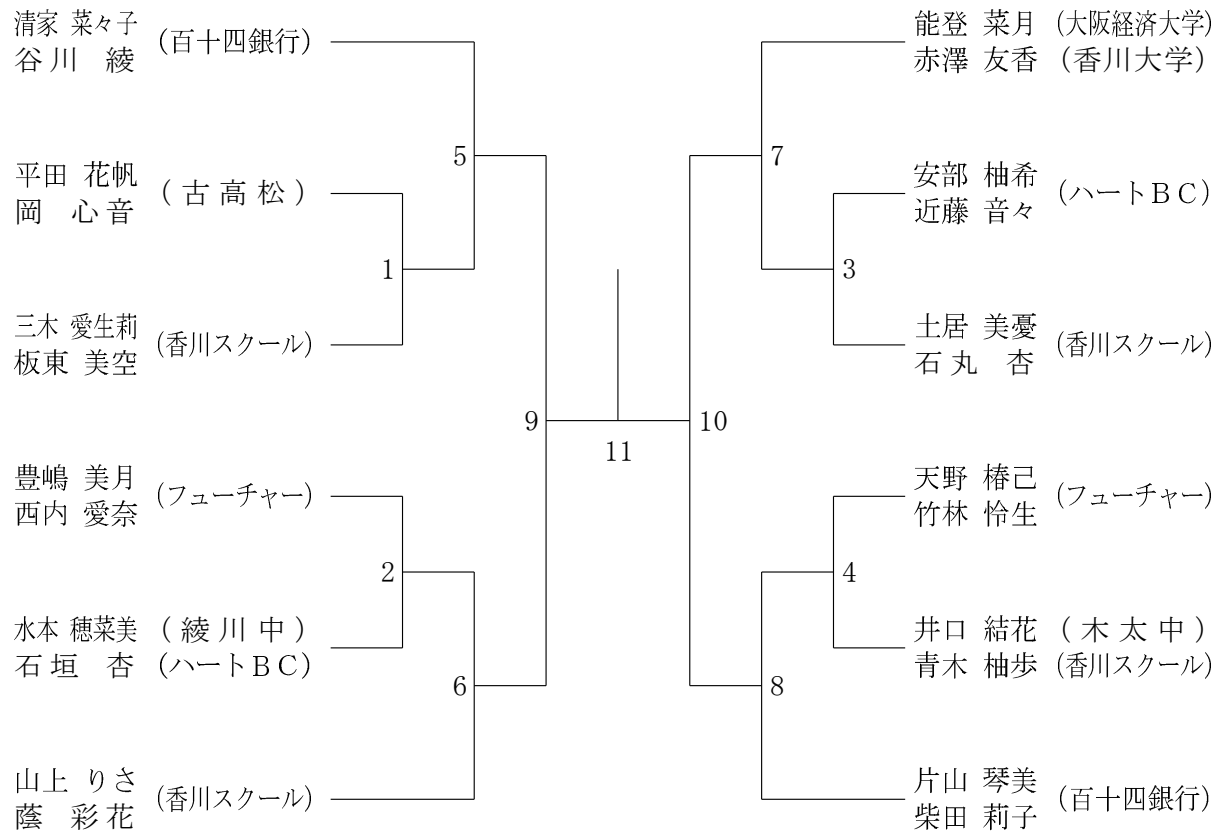 清家 菜々子 (百十四銀行)
谷川 綾
平田 花帆 (古高松)
岡 心音
三木 愛生莉 (香川スクール)
板東 美空
豊嶋 美月 (フューチャー)
西内 愛奈
水本 穂菜美 (綾川中)
石垣 杏 (ハートＢＣ)
山上 りさ (香川スクール)
蔭 彩花
1
2
5
6
9
11
10
7
8
3
4
能登 菜月 (大阪経済大学)
赤澤 友香 (香川大学)
安部 柚希 (ハートＢＣ)
近藤 音々
土居 美憂 (香川スクール)
石丸 杏
天野 椿己 (フューチャー)
竹林 怜生
井口 結花 (木太中)
青木 柚歩 (香川スクール)
片山 琴美 (百十四銀行)
柴田 莉子